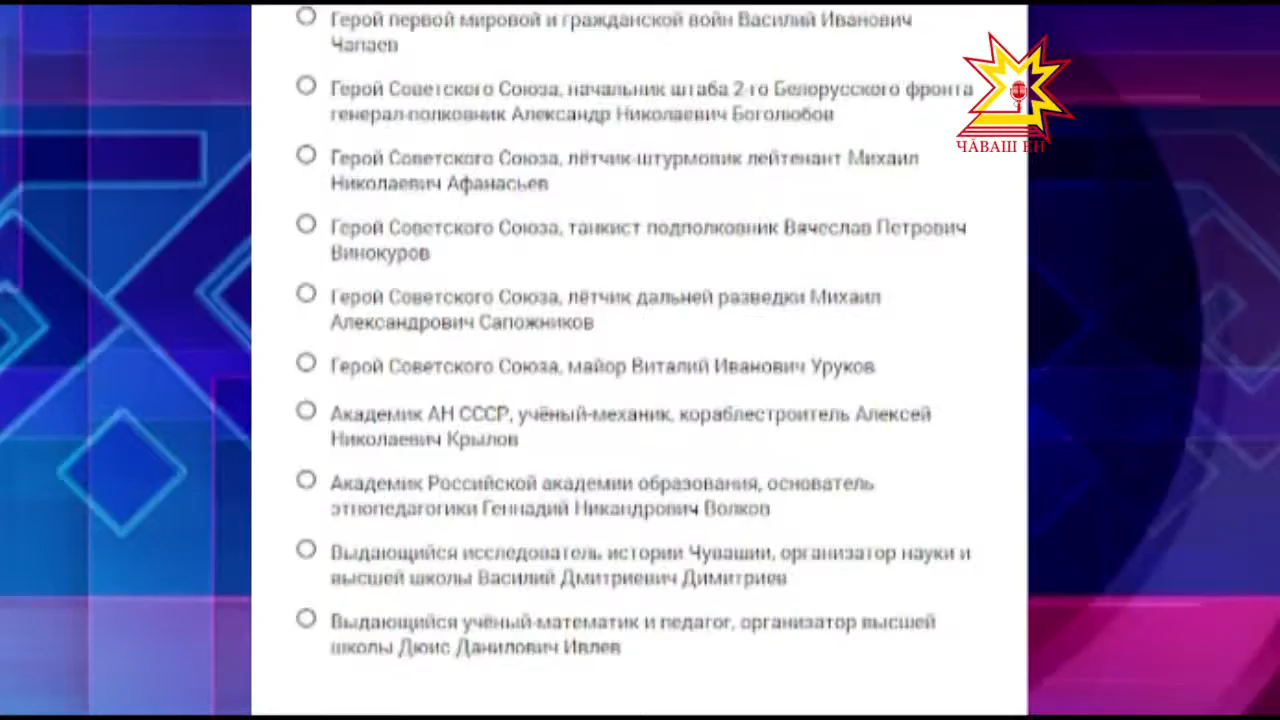 Герой первой мировой и гражданской войн Василий Иванович
Чапаев
Герой Советского Союза, начальник штаба 2-го Белорусского фронта
генерал-полковник Александр Николаевич Боголюбов
Герой Советского Союза, лётчик-штурмовик лейтенант Михаил
Николаевич Афанасьев
Герой Советского Союза, танкист подполковник Вячеслав Петрович
Винокуров
Герой Советского Союза, лётчик дальней разведки Михаил
Александрович Сапожников
Герой Советского Союза, майор Виталий Иванович Уруков
Академик АН СССР, учёный-механик, кораблестроитель Алексей
Николаевич Крылов
Академик Российской академии образования, основатель
этнопедагогики Геннадий Никандрович Волков
Выдающийся исследователь истории Чувашии, организатор науки и
высшей школы Василий Дмитриевич Димитриев
Выдающийся учёный-математик и педагог, организатор высшей
школы Дюис Данилович Ивлев
ЧӐВАШ ЕН